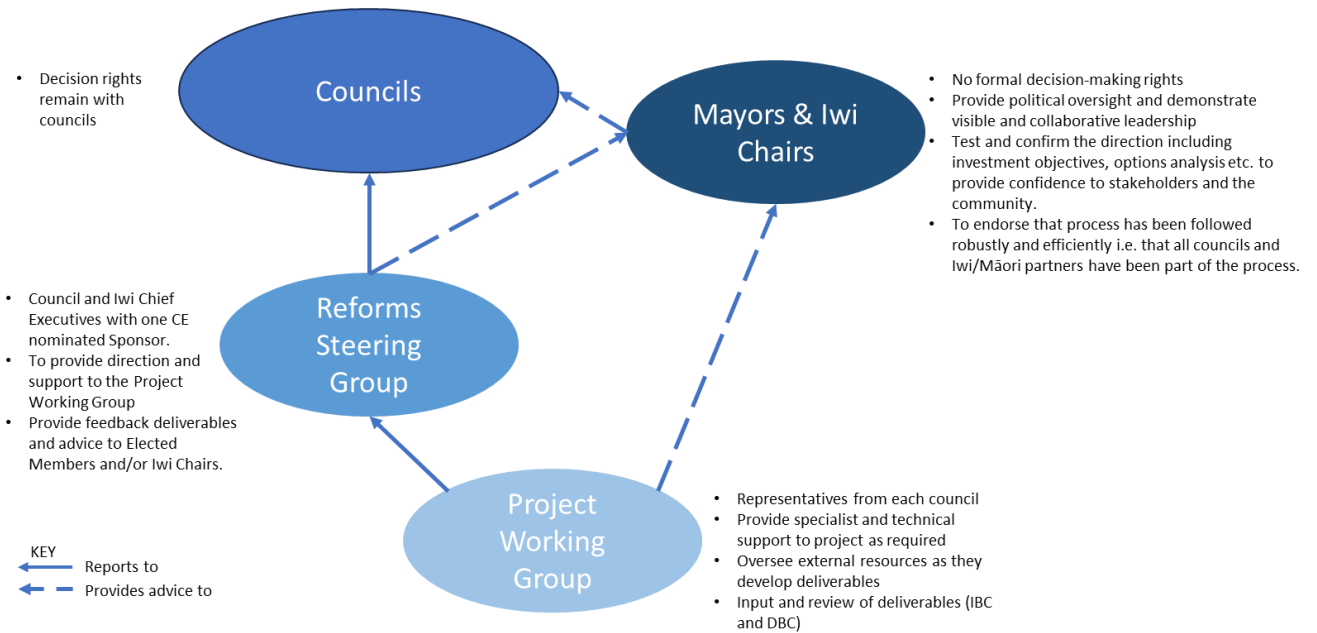 • Decision rights
remain with
councils
Councils
Mayors & Iwi
Chairs
• No formal decision-making rights
• Provide political oversight and demonstrate
visible and collaborative leadership
• Test and confirm the direction including
investment objectives, options analysis etc. to
provide confidence to stakeholders and the
community.
• To endorse that process has been followed
robustly and efficiently i.e. that all councils and
Iwi/Māori partners have been part of the process.
• Council and Iwi Chief
Executives with one CE
nominated Sponsor.
• To provide direction and
support to the Project
Working Group
• Provide feedback deliverables
and advice to Elected
Members and/or Iwi Chairs.
Reforms
Steering
Group
Project
Working
Group
• Representatives from each council
• Provide specialist and technical
support to project as required
• Oversee external resources as they
develop deliverables
• Input and review of deliverables (IBC
and DBC)
KEY
Reports to
Provides advice to